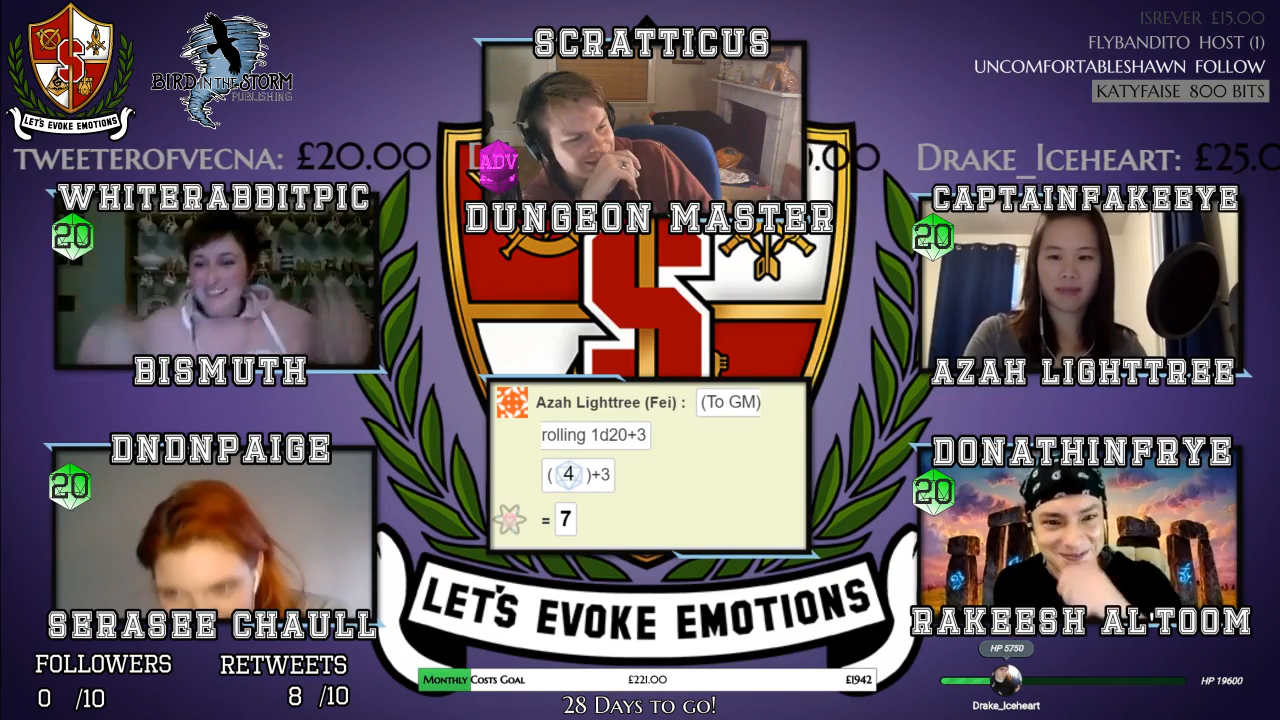 ISREVER £15.00
FLYBANDITO HOST (1)
UNCOMFORTABLESHAWN FOLLOW
KATYFAISE 800 BITS
S
LET'S EVOKE EMOTIONS
BIRD IN THE STORM
PUBLISHING
SCRATTICUS
ADV
DUNGEON MASTER
TWEETEROFVECNA: £20.00
DRAKE_ICEHEART: £25.0
WHITERABBITPIC
20
BISMUTH
CAPTAINFAKEEYE
20
AZAH LIGHTTREE
S
Azah Lighttree (Fei) : (To GM)
rolling 1d20+3
(4)+3
= 7
DNDNPAIGE
20
SERASEE CHAULL
DONATHINFRYE
20
RAKEESH AL'TOOM
LET'S EVOKE EMOTIONS
FOLLOWERS
0 /10
RETWEETS
8 /10
MONTHLY COSTS GOAL £221.00 £1942
28 DAYS TO GO!
HP 5750
HP 19600
Drake_Iceheart